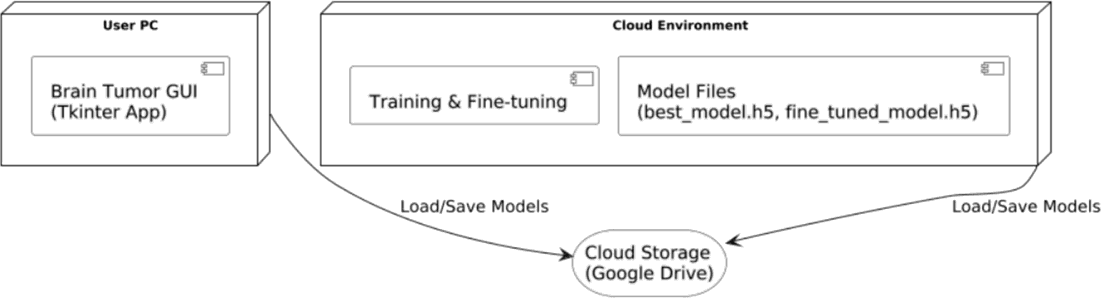 User PC
Brain Tumor GUI
(Tkinter App)
Cloud Environment
Training & Fine-tuning
Model Files
(best_model.h5, fine_tuned_model.h5)
Load/Save Models
Load/Save Models
Cloud Storage
(Google Drive)